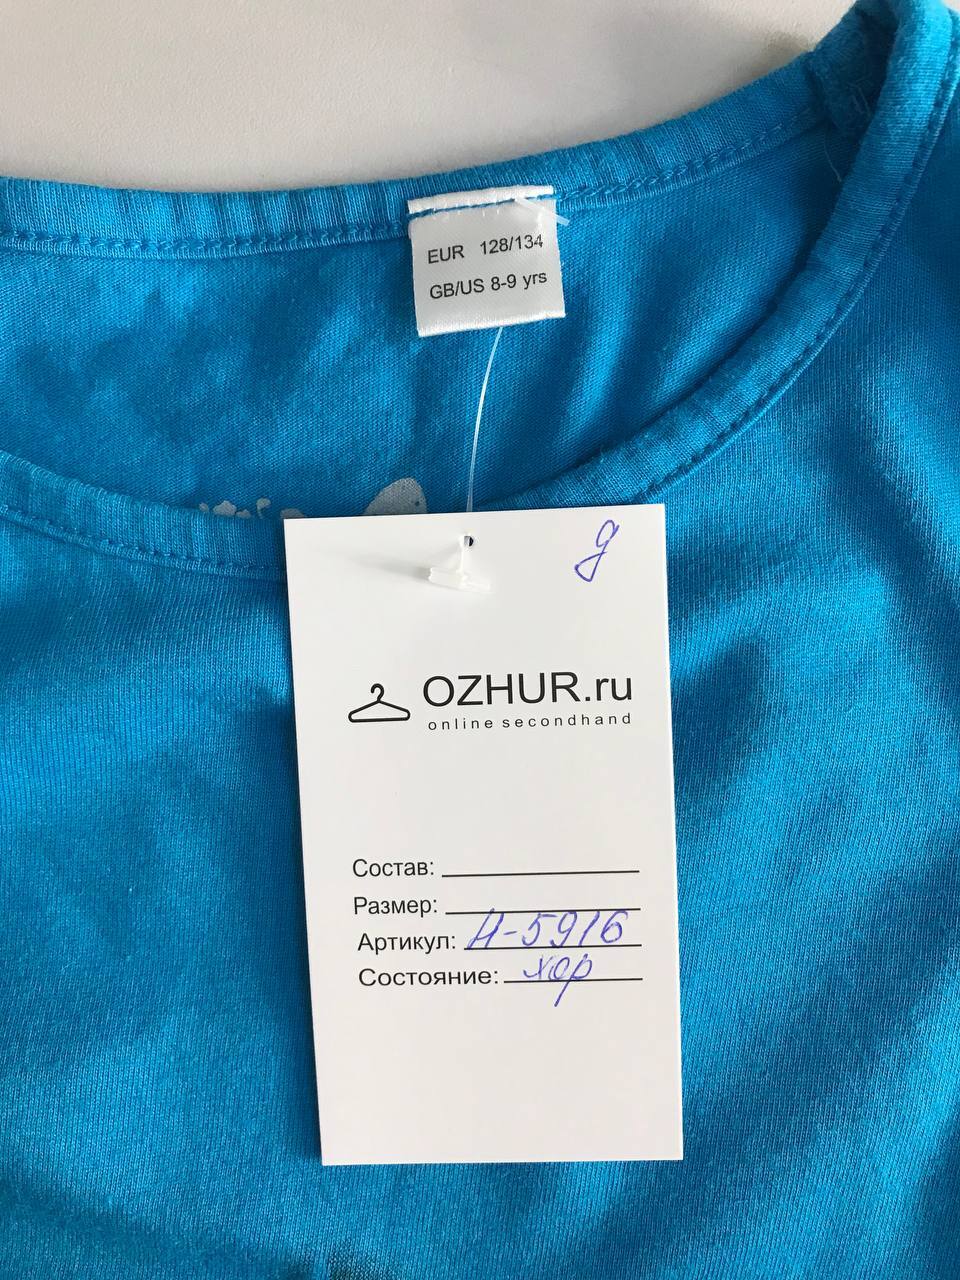 EUR 128/134
GB/US 8-9 yrs
д
OZHUR.ru
online secondhand
Состав:
Размер:
Артикул: Н-5916
Состояние: хор